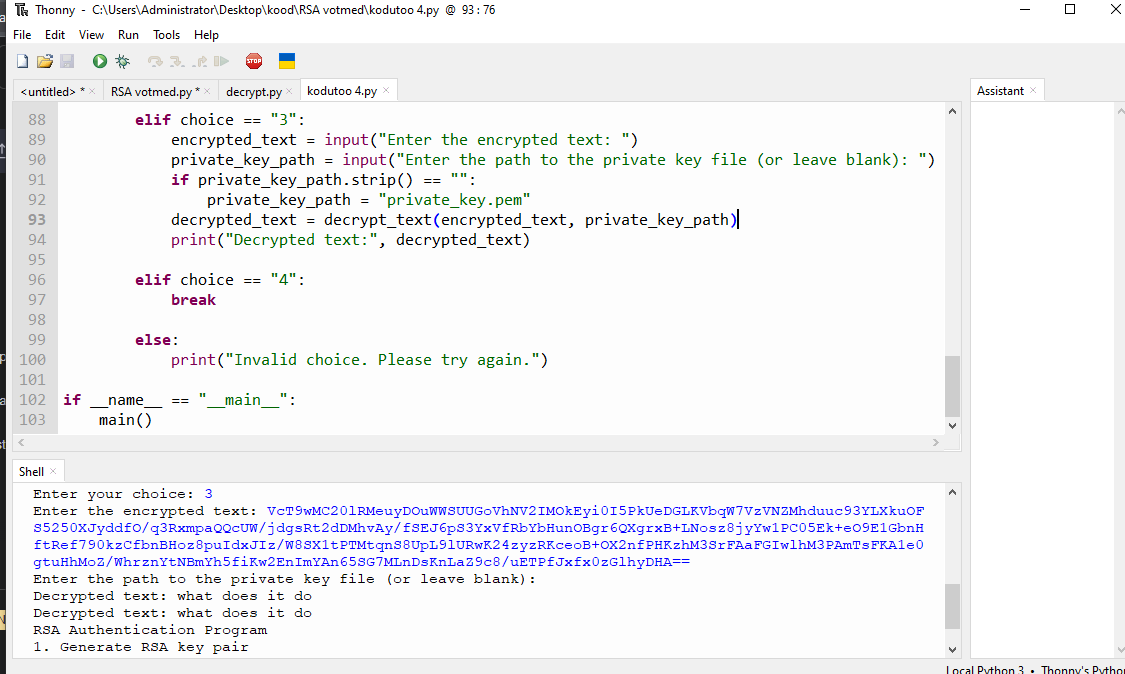 Thonny - C:\Users\Administrator\Desktop\kood\RSA votmed\kodutoo 4.py @ 93 : 76
File Edit View Run Tools Help
<untitled> * × RSA votmed.py * × decrypt.py × kodutoo 4.py ×
Assistant ×
88 elif choice == "3":
89 encrypted_text = input("Enter the encrypted text: ")
90 private_key_path = input("Enter the path to the private key file (or leave blank): ")
91 if private_key_path.strip() == "":
92 private_key_path = "private_key.pem"
93 decrypted_text = decrypt_text(encrypted_text, private_key_path)
94 print("Decrypted text:", decrypted_text)
95
96 elif choice == "4":
97 break
98
99 else:
100 print("Invalid choice. Please try again.")
101
102 if __name__ == "__main__":
103 main()
Shell ×
Enter your choice: 3
Enter the encrypted text: VcT9wMC20lRMeuyDOuWWSUUGoVhNV2IMOkEyi0I5PkUeDGLKVbqW7VzVNZMhduuc93YLXkuOF
S5250XJyddfO/q3RxmpaQQcUW/jdgsRt2dDMhvAy/fSEJ6pS3YxVfRbYbHunOBgr6QXgrxB+LNosz8jyYw1PC05Ek+eO9E1GbnH
ftRef790kzCfbnBHoz8puIdxJIz/W8SX1tPTMtqnS8UpL9lURwK24zyzRKceoB+OX2nfPHKzhM3SrFAaFGIwlhM3PAmTsFKA1e0
gtuHhMoZ/WhrznYtNBmYh5fiKw2EnImYAn65SG7MLnDsKnLaZ9c8/uETPfJxfx0zGlhyDHA==
Enter the path to the private key file (or leave blank):
Decrypted text: what does it do
Decrypted text: what does it do
RSA Authentication Program
1. Generate RSA key pair
Local Python 3 • Thonny's Pytho